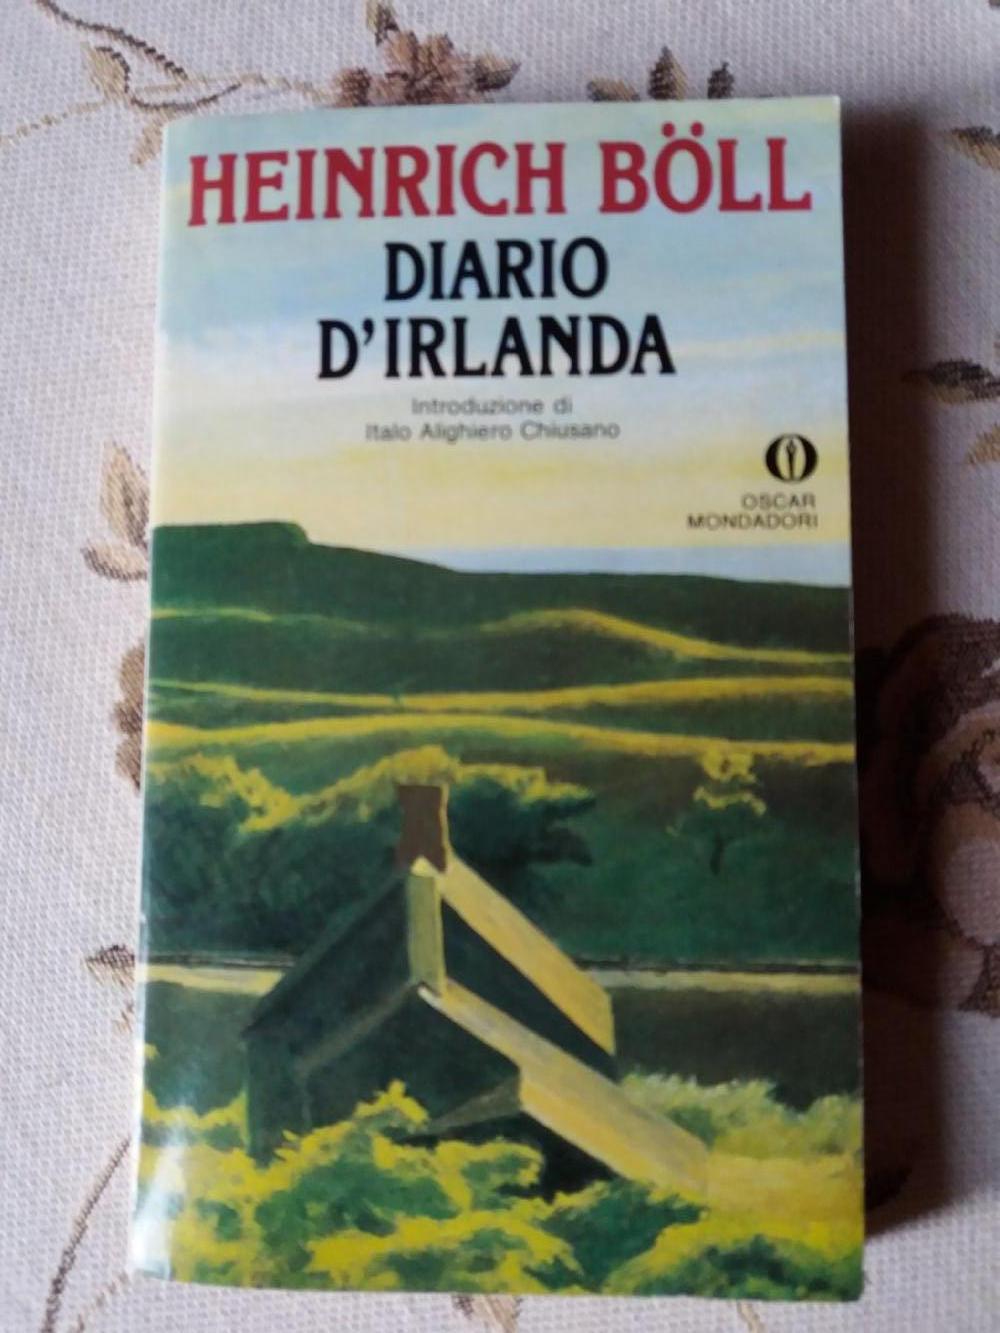 HEINRICH BÖLL
DIARIO
D'IRLANDA
Introduzione di
Italo Alighiero Chiusano
OSCAR
MONDADORI